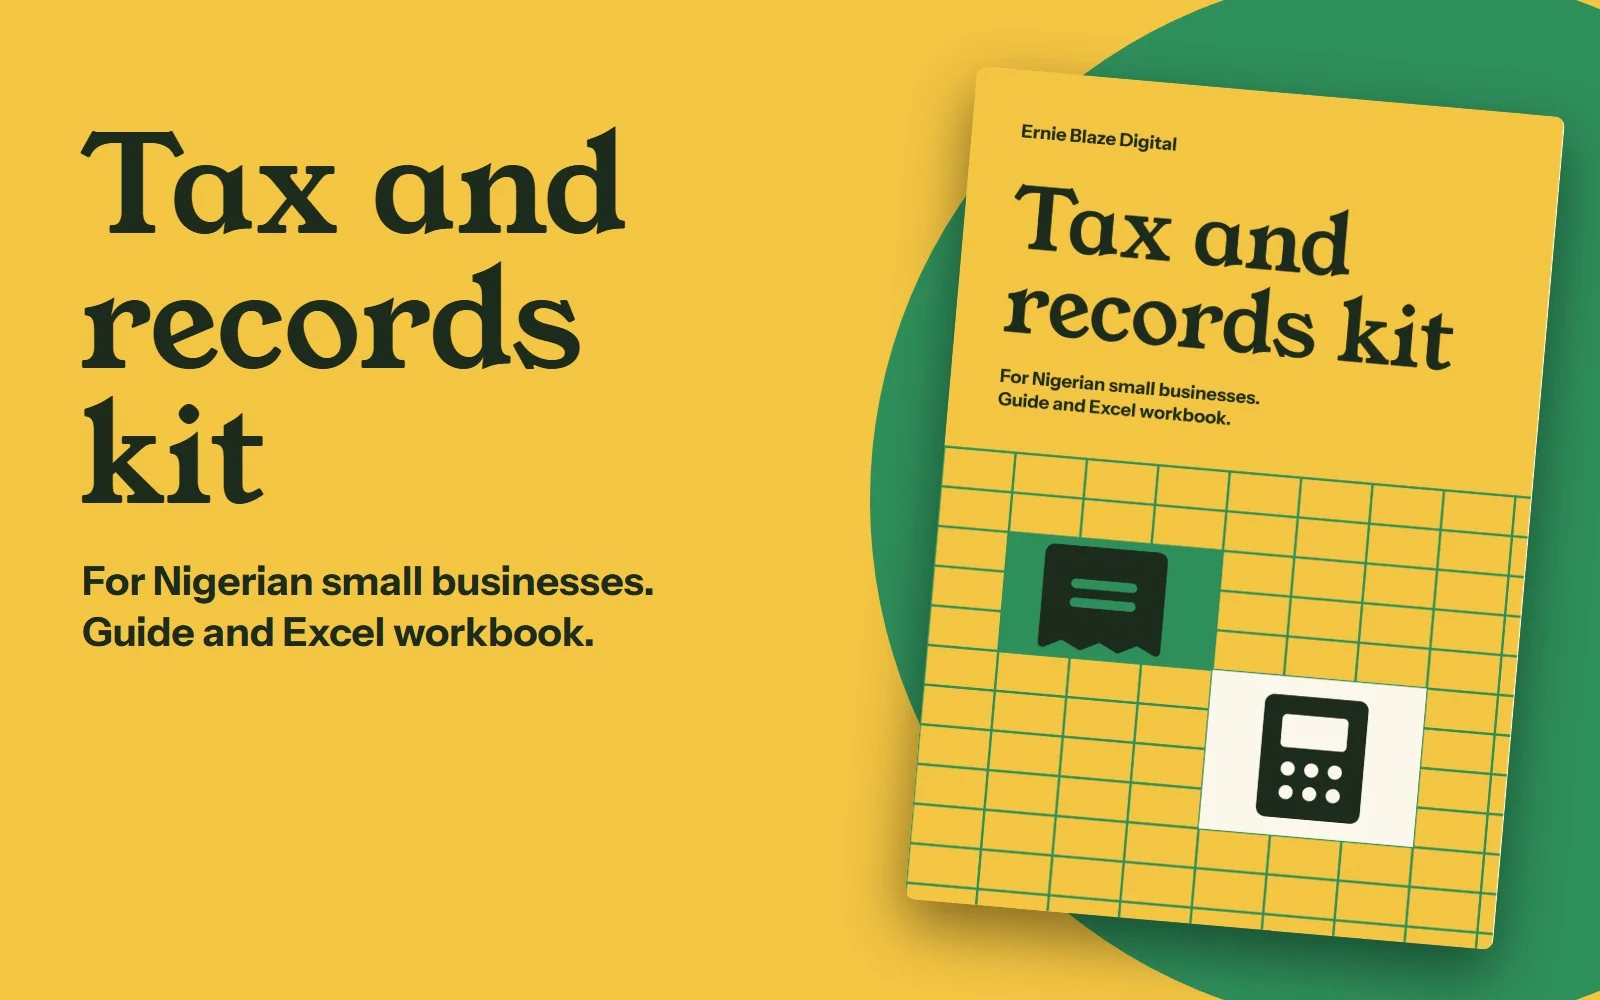 Tax and
records
kit
For Nigerian small businesses.
Guide and Excel workbook.
Ernie Blaze Digital
Tax and
records kit
For Nigerian small businesses.
Guide and Excel workbook.